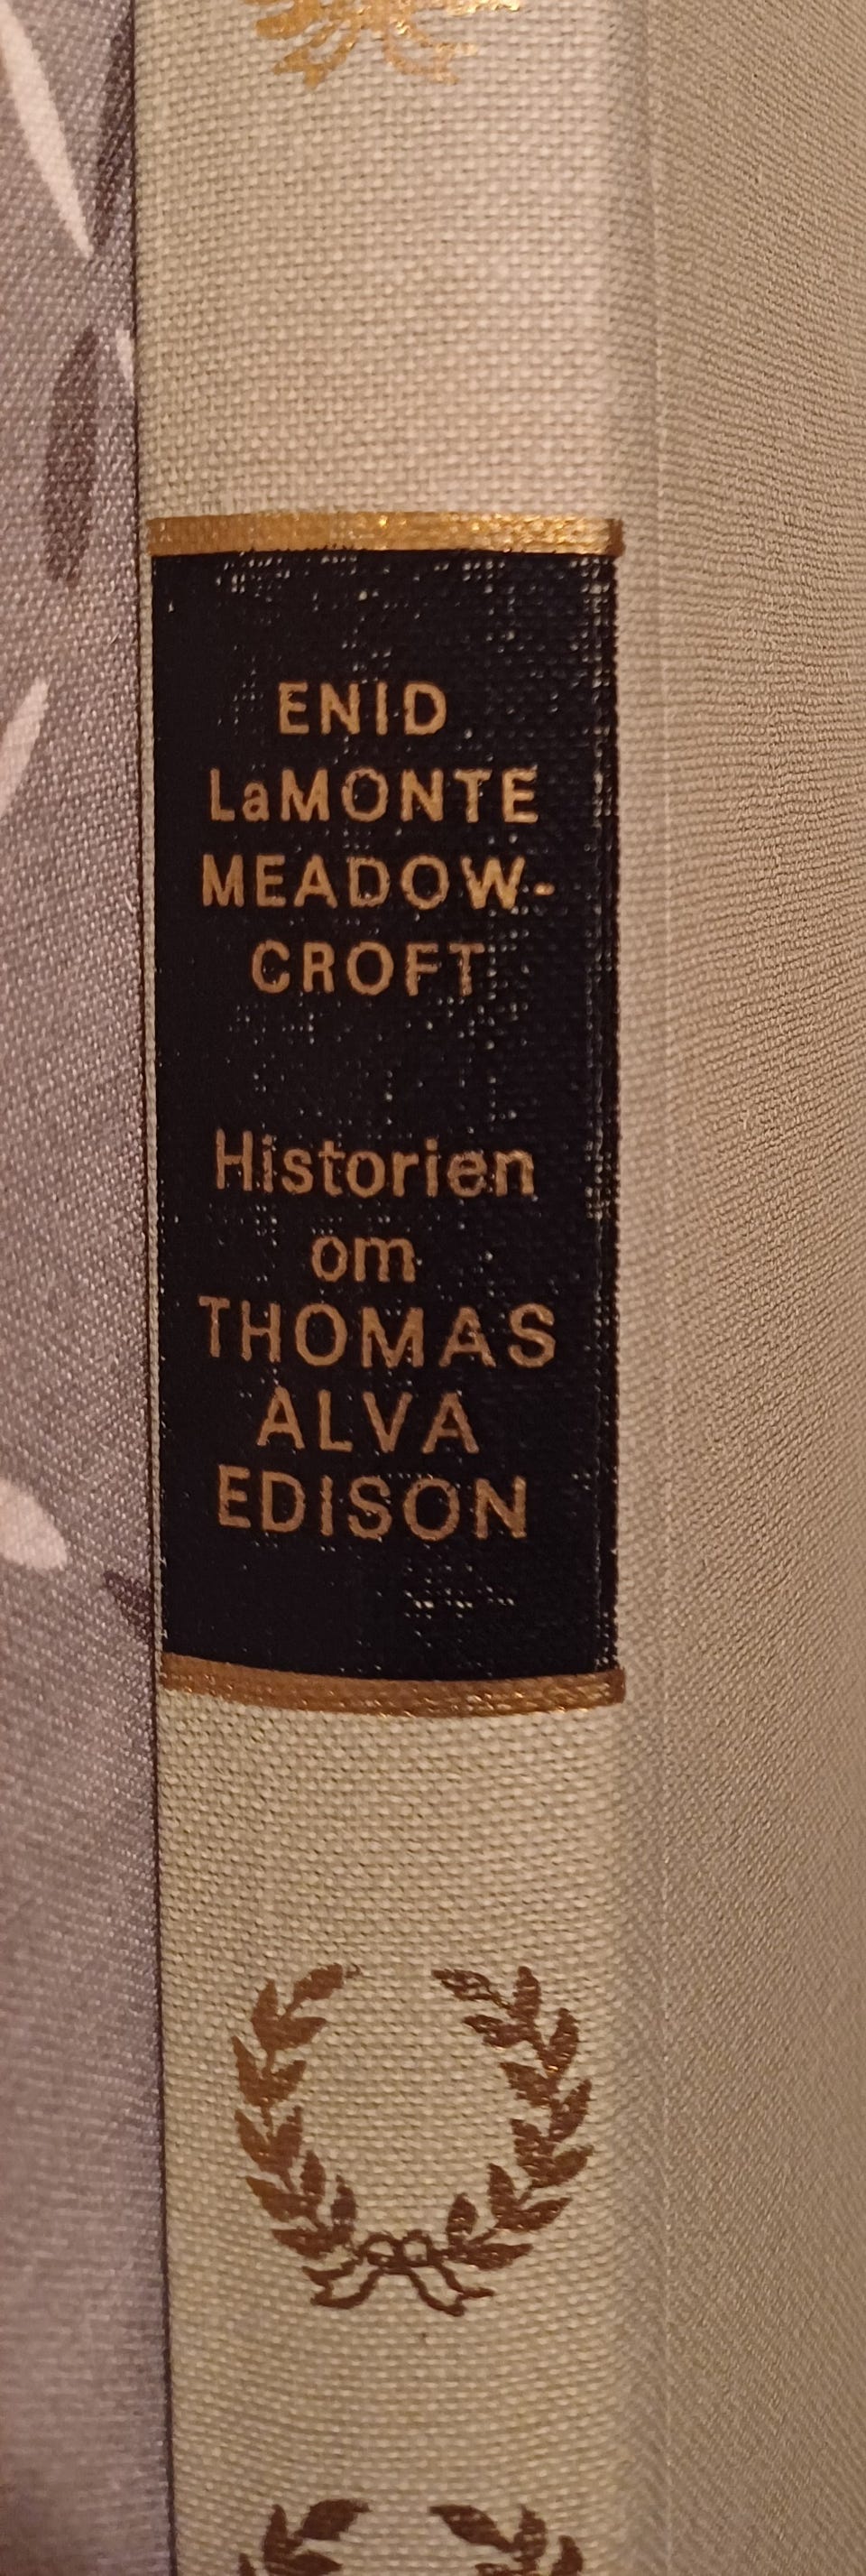 ENID
LaMONTE
MEADOW-
CROFT
Historien
om
THOMAS
ALVA
EDISON